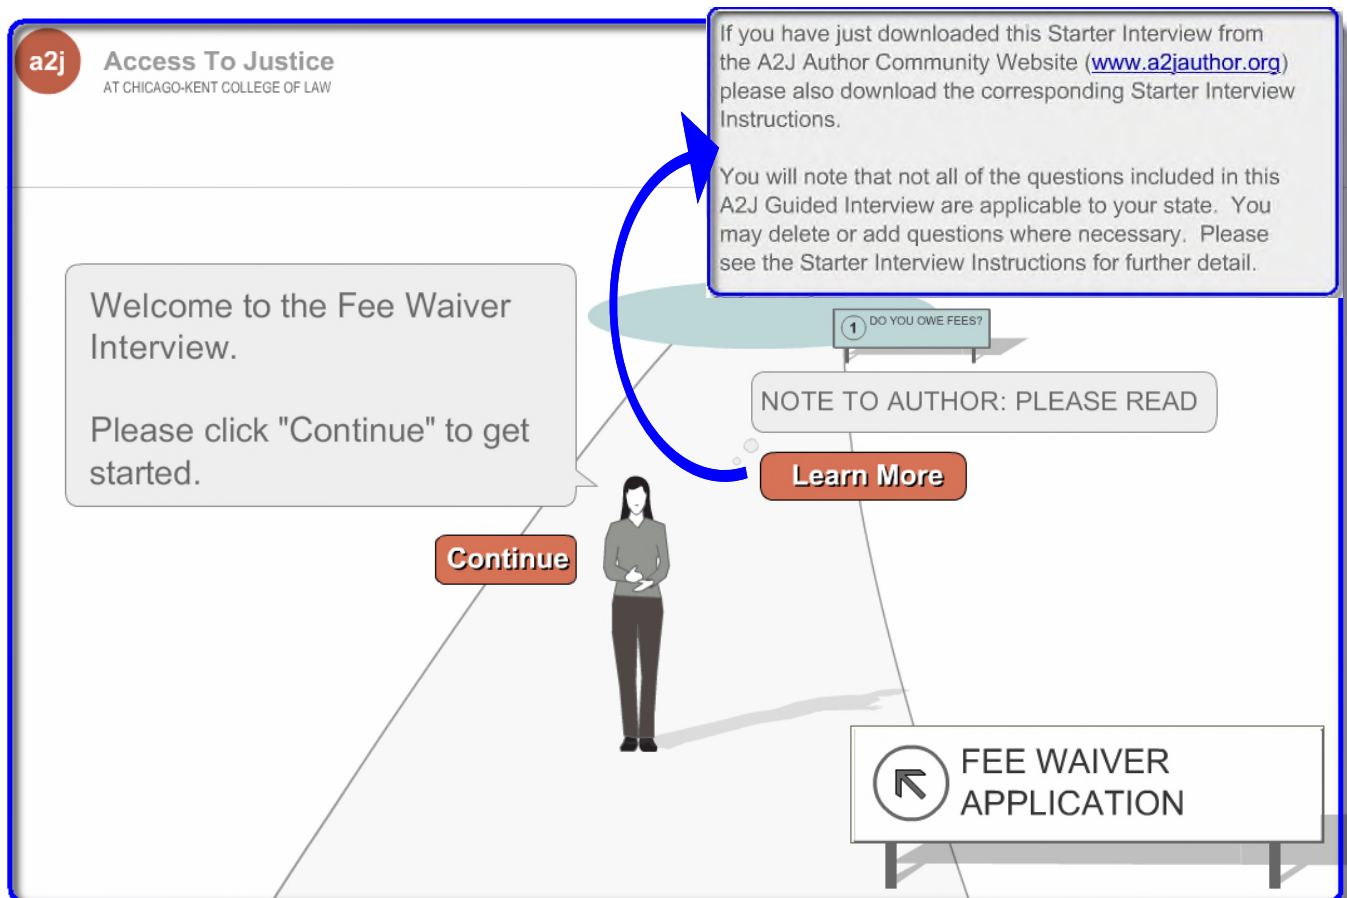 a2j
Access To Justice
AT CHICAGO-KENT COLLEGE OF LAW
If you have just downloaded this Starter Interview from
the A2J Author Community Website (www.a2jauthor.org)
please also download the corresponding Starter Interview
Instructions.
You will note that not all of the questions included in this
A2J Guided Interview are applicable to your state.  You
may delete or add questions where necessary.  Please
see the Starter Interview Instructions for further detail.
Welcome to the Fee Waiver
Interview.
Please click "Continue" to get
started.
Continue
1 DO YOU OWE FEES?
NOTE TO AUTHOR: PLEASE READ
Learn More
FEE WAIVER
APPLICATION